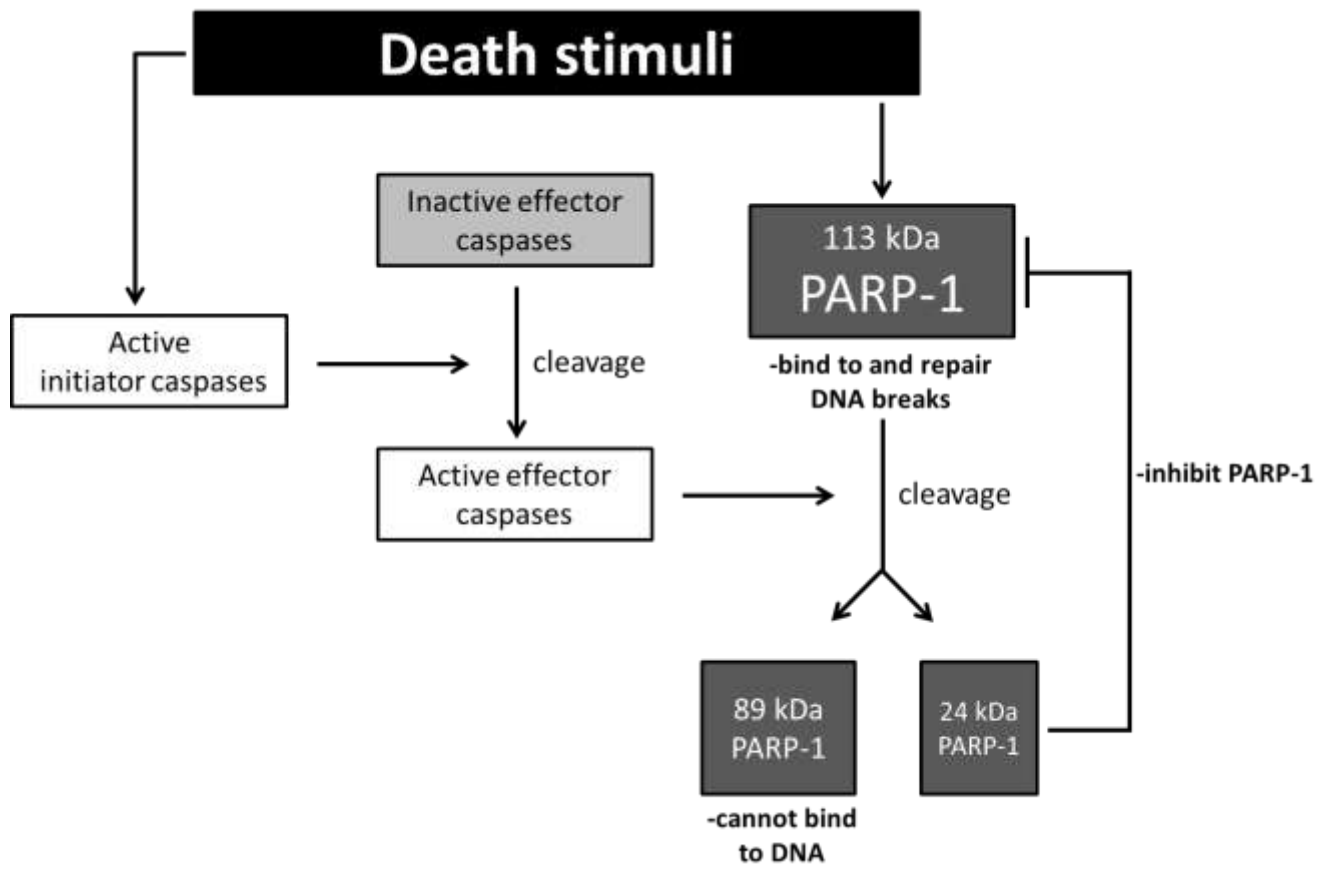 Death stimuli
Inactive effector
caspases
113 kDa
PARP-1
Active
initiator caspases
cleavage
-bind to and repair
DNA breaks
Active effector
caspases
cleavage
-inhibit PARP-1
89 kDa
PARP-1
24 kDa
PARP-1
-cannot bind
to DNA